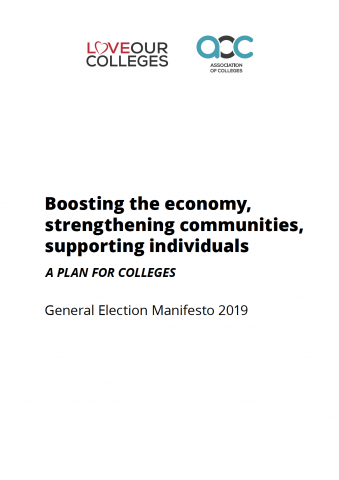 LOVEOUR
COLLEGES
aoc
ASSOCIATION
OF COLLEGES
Boosting the economy,
strengthening communities,
supporting individuals
A PLAN FOR COLLEGES
General Election Manifesto 2019